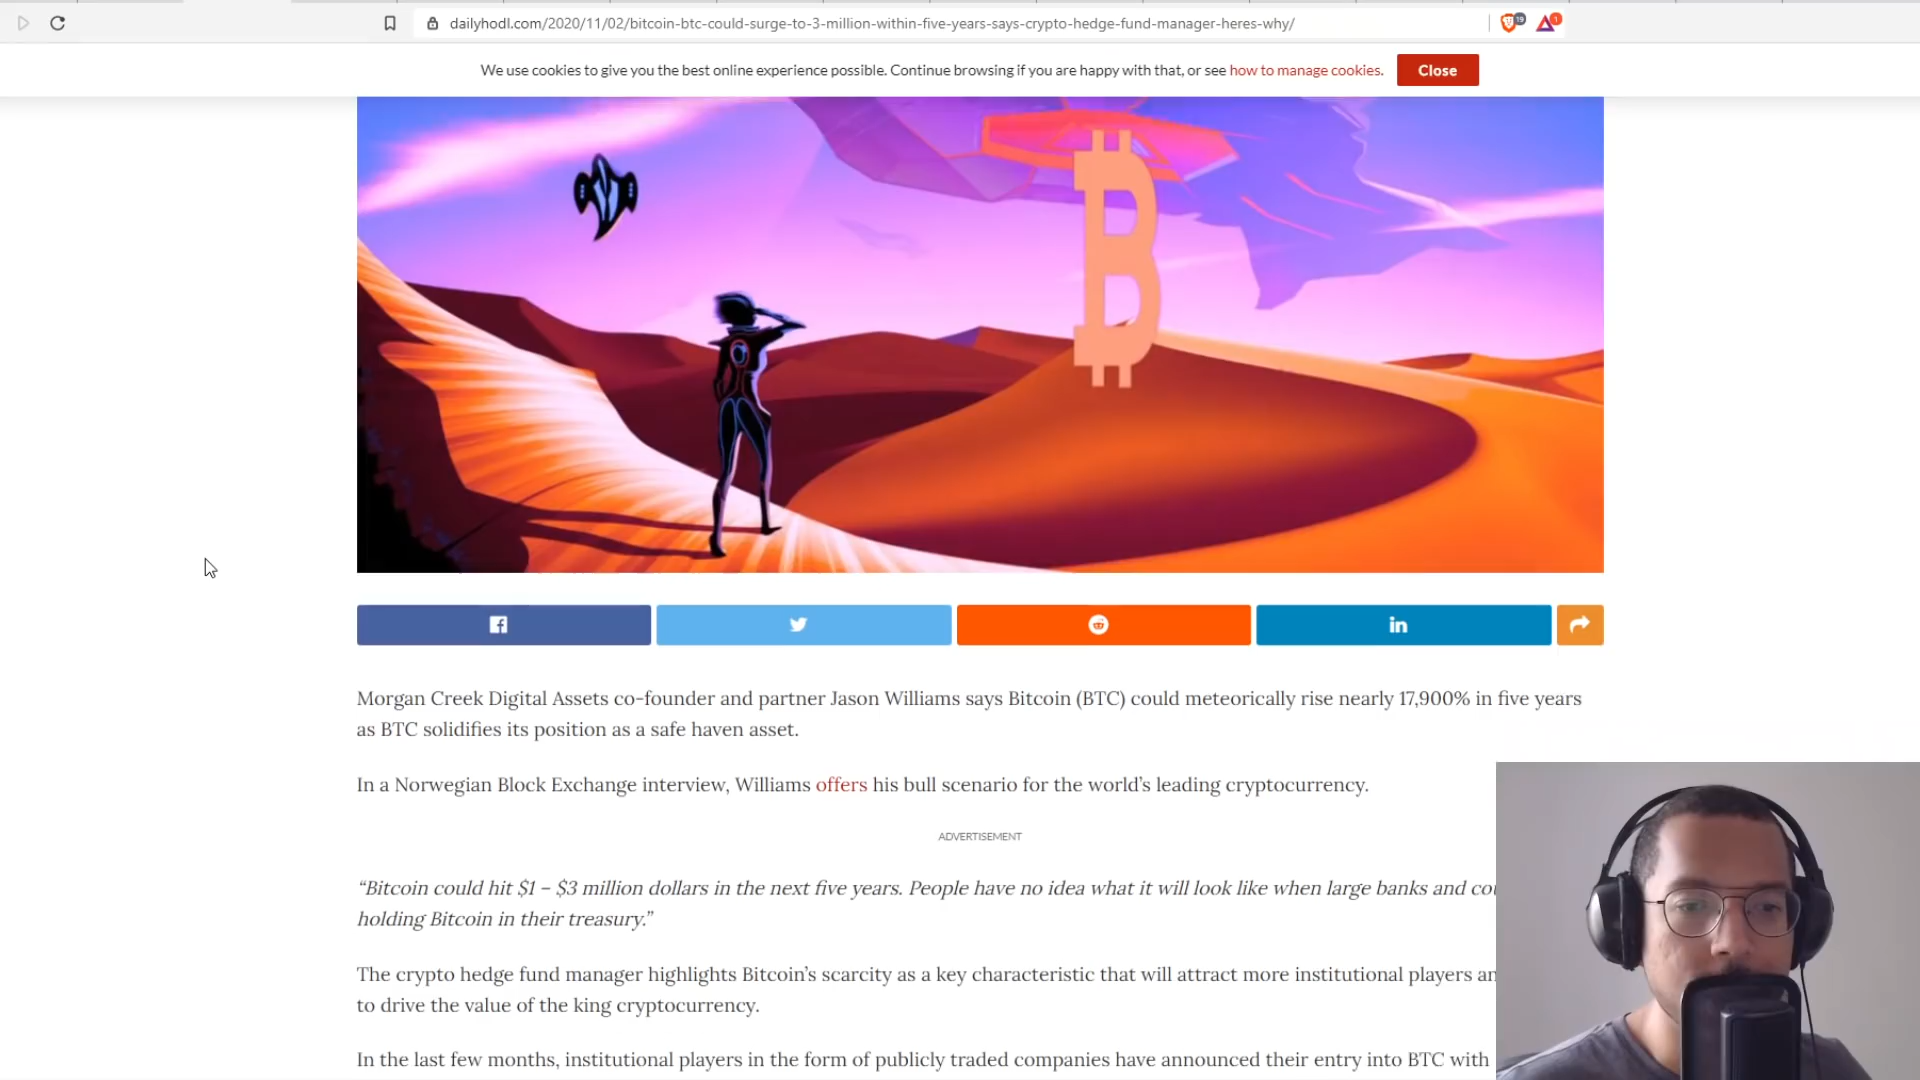 dailyhodl.com/2020/11/02/bitcoin-btc-could-surge-to-3-million-within-five-years-says-crypto-hedge-fund-manager-heres-why/
19
1
We use cookies to give you the best online experience possible. Continue browsing if you are happy with that, or see how to manage cookies.
Close
Morgan Creek Digital Assets co-founder and partner Jason Williams says Bitcoin (BTC) could meteorically rise nearly 17,900% in five years
as BTC solidifies its position as a safe haven asset.
In a Norwegian Block Exchange interview, Williams offers his bull scenario for the world’s leading cryptocurrency.
ADVERTISEMENT
“Bitcoin could hit $1 – $3 million dollars in the next five years. People have no idea what it will look like when large banks and
holding Bitcoin in their treasury.”
The crypto hedge fund manager highlights Bitcoin’s scarcity as a key characteristic that will attract more institutional players
to drive the value of the king cryptocurrency.
In the last few months, institutional players in the form of publicly traded companies have announced their entry into BTC with